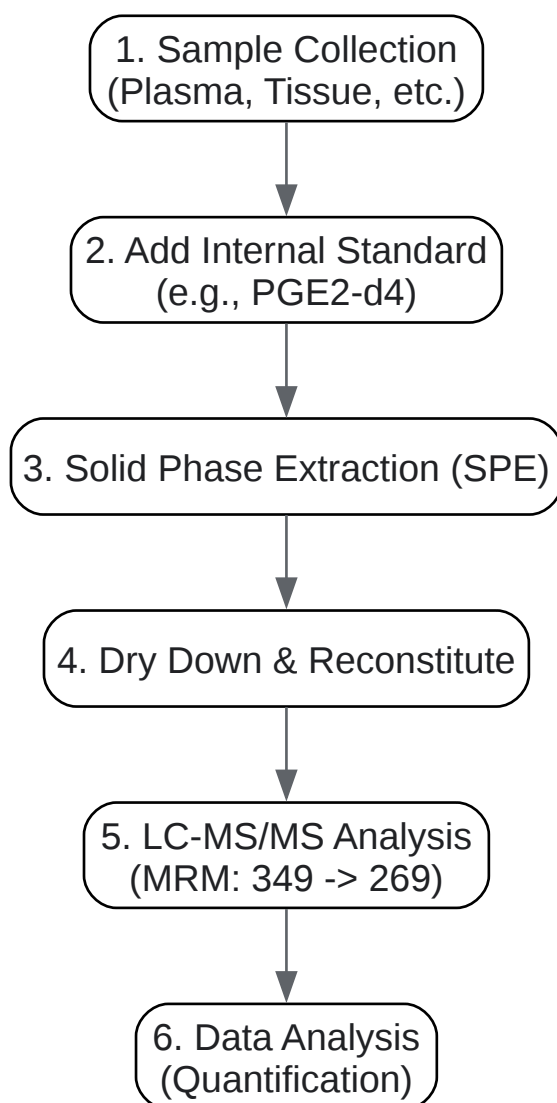 1. Sample Collection
(Plasma, Tissue, etc.)
2. Add Internal Standard
(e.g., PGE2-d4)
3. Solid Phase Extraction (SPE)
4. Dry Down & Reconstitute
5. LC-MS/MS Analysis
(MRM: 349 -> 269)
6. Data Analysis
(Quantification)